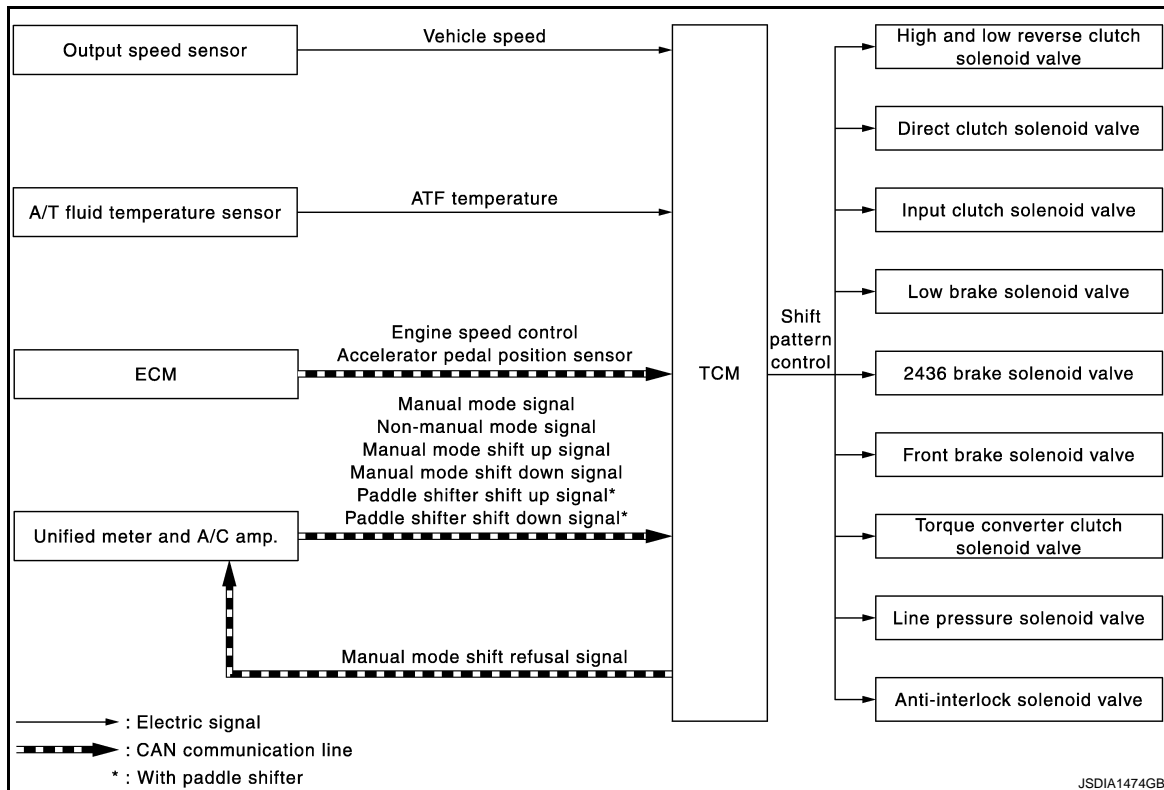 Output speed sensor
Vehicle speed
A/T fluid temperature sensor
ATF temperature
ECM
Engine speed control
Accelerator pedal position sensor
Unified meter and A/C amp.
Manual mode signal
Non-manual mode signal
Manual mode shift up signal
Manual mode shift down signal
Paddle shifter shift up signal*
Paddle shifter shift down signal*
Manual mode shift refusal signal
TCM
Shift
pattern
control
High and low reverse clutch
solenoid valve
Direct clutch solenoid valve
Input clutch solenoid valve
Low brake solenoid valve
2436 brake solenoid valve
Front brake solenoid valve
Torque converter clutch
solenoid valve
Line pressure solenoid valve
Anti-interlock solenoid valve
: Electric signal
: CAN communication line
* : With paddle shifter
JSDIA1474GB